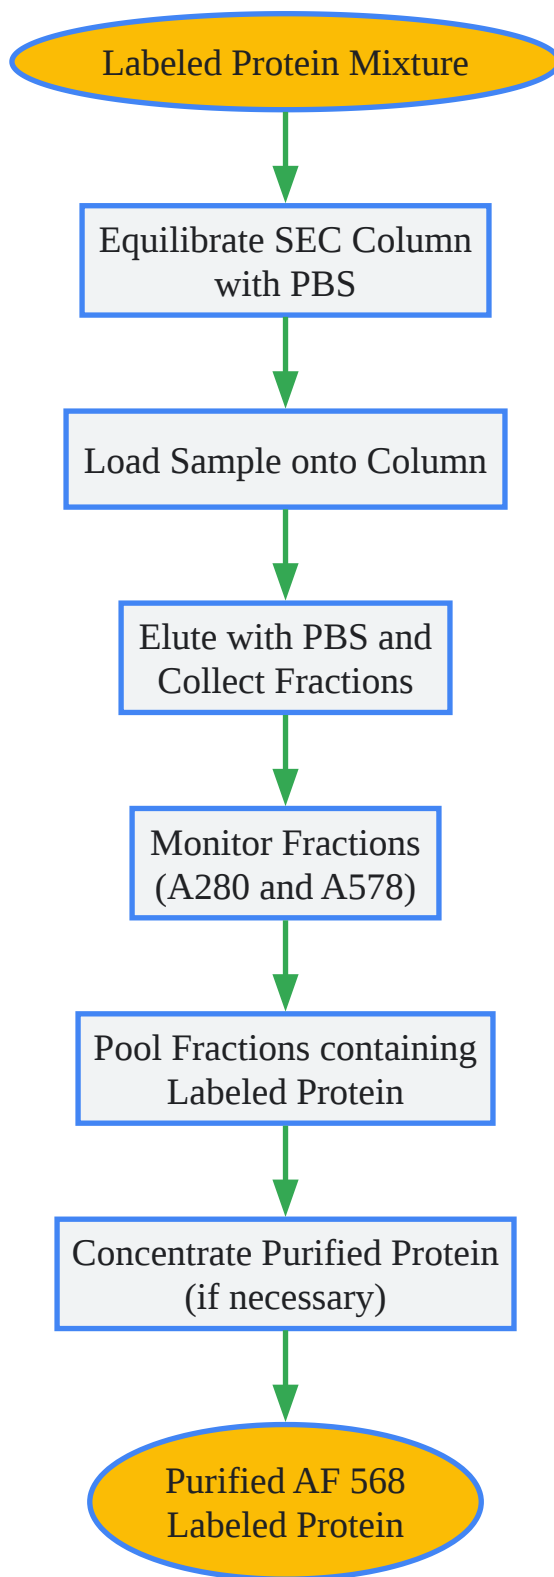 Labeled Protein Mixture
Equilibrate SEC Column
with PBS
Load Sample onto Column
Elute with PBS and
Collect Fractions
Monitor Fractions
(A280 and A578)
Pool Fractions containing
Labeled Protein
Concentrate Purified Protein
(if necessary)
Purified AF 568
Labeled Protein